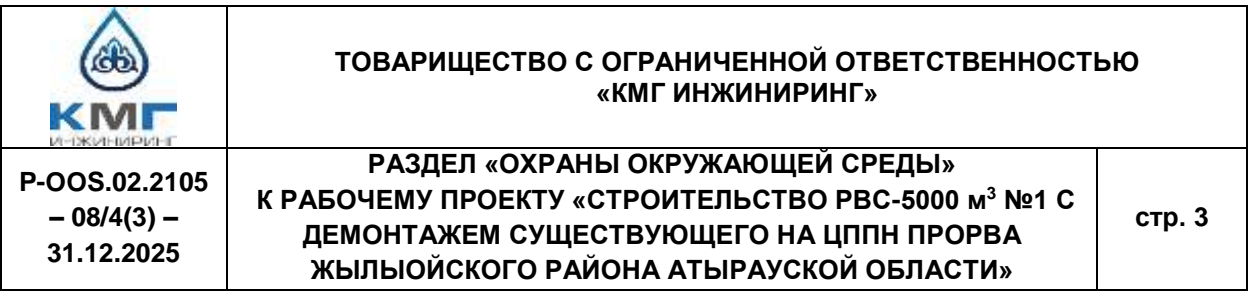 КМГ
ИНЖИНИРИНГ
ТОВАРИЩЕСТВО С ОГРАНИЧЕННОЙ ОТВЕТСТВЕННОСТЬЮ
«КМГ ИНЖИНИРИНГ»
P-OOS.02.2105
– 08/4(3) –
31.12.2025
РАЗДЕЛ «ОХРАНЫ ОКРУЖАЮЩЕЙ СРЕДЫ»
К РАБОЧЕМУ ПРОЕКТУ «СТРОИТЕЛЬСТВО РВС-5000 м³ №1 С
ДЕМОНТАЖЕМ СУЩЕСТВУЮЩЕГО НА ЦППН ПРОРВА
ЖЫЛЫОЙСКОГО РАЙОНА АТЫРАУСКОЙ ОБЛАСТИ»
стр. 3